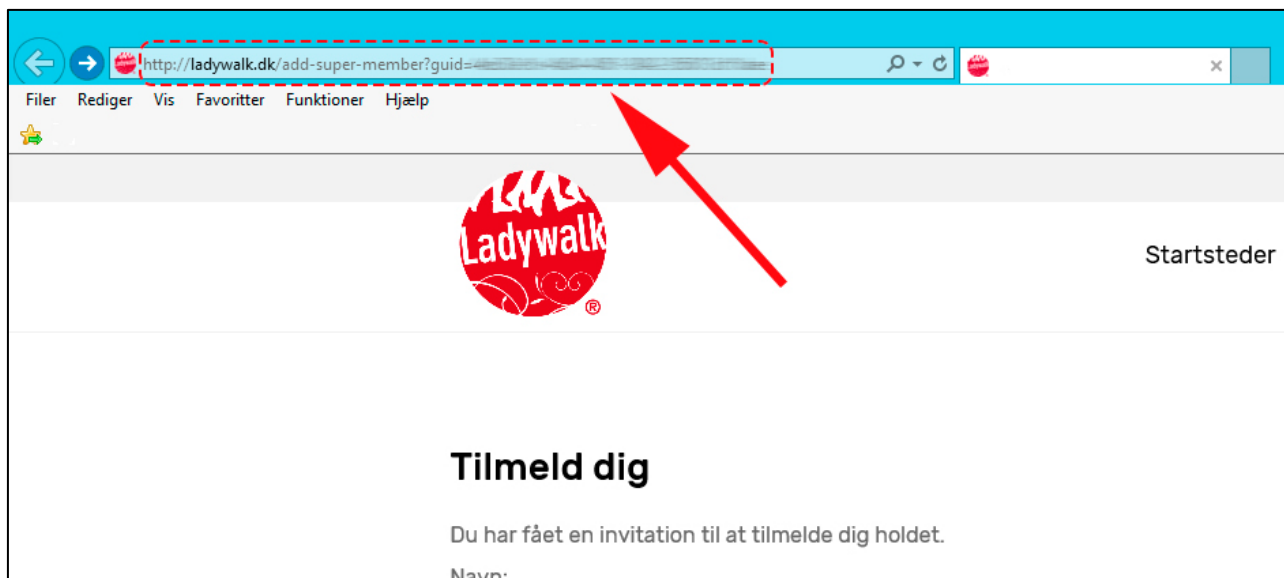 http://ladywalk.dk/add-super-member?guid=
Filer Rediger Vis Favoritter Funktioner Hjælp
Ladywalk
®
Startsteder
Tilmeld dig
Du har fået en invitation til at tilmelde dig holdet.
Navn: